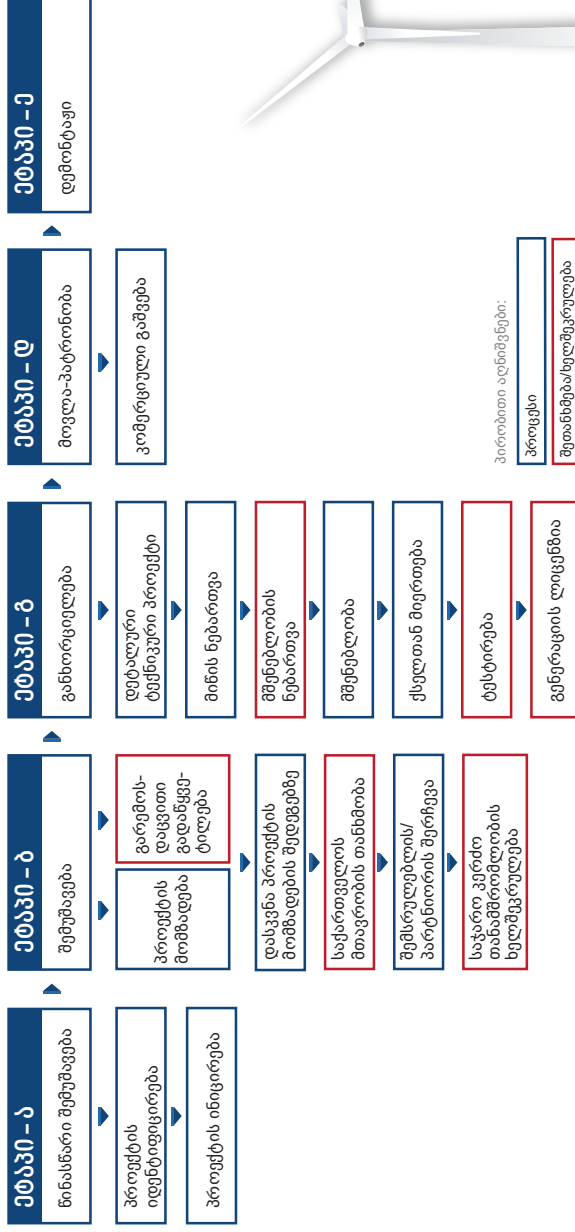 ეტაპი – ა
წინასწარი შემუშავება
პროექტის
იდენტიფიცირება
პროექტის ინიცირება
ეტაპი – ბ
შემუშავება
პროექტის
მომზადება
გარემოს-
დაცვითი
გადაწყვე-
ტილება
დასკვნა პროექტის
მომზადების შედეგებზე
საქართველოს
მთავრობის თანხმობა
შემსრულებლის/
პარტნიორის შერჩევა
საჯარო კერძო
თანამშრომლობის
ხელშეკრულება
ეტაპი – გ
განხორციელება
დეტალური
ტექნიკური პროექტი
მიწის ნებართვა
მშენებლობის
ნებართვა
მშენებლობა
ქსელთან მიერთება
ტესტირება
გენერაციის ლიცენზია
ეტაპი – დ
მოვლა-პატრონობა
კომერციული გაშვება
ეტაპი – ე
დემონტაჟი
პირობითი აღნიშვნები:
პროცესი
შეთანხმება/ხელშეკრულება